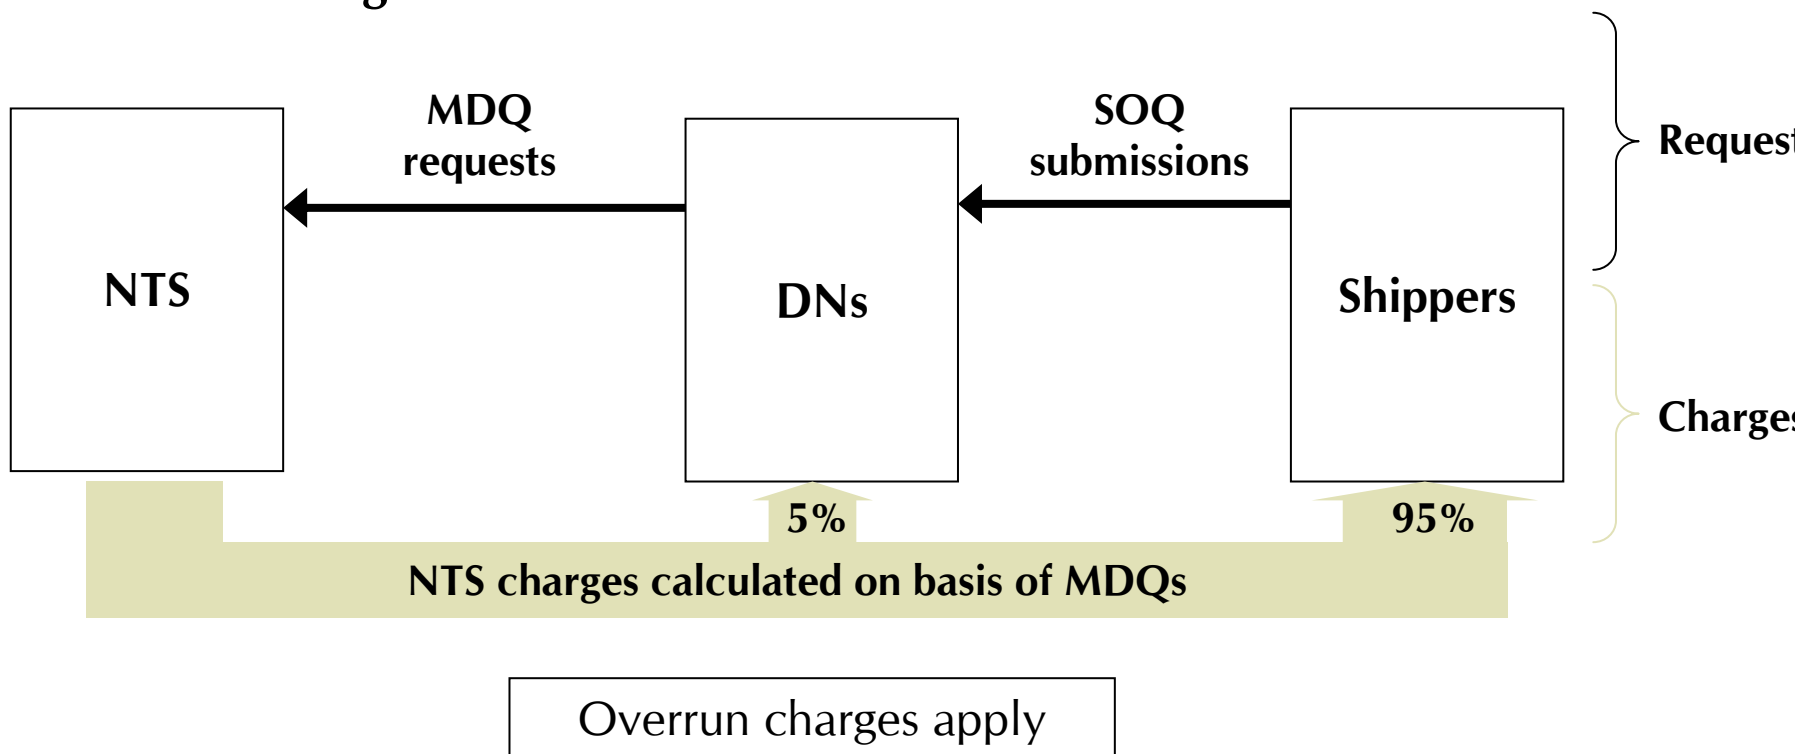 MDQ
requests
SOQ
submissions
Request
NTS
DNs
Shippers
Charges
5%
95%
NTS charges calculated on basis of MDQs
Overrun charges apply